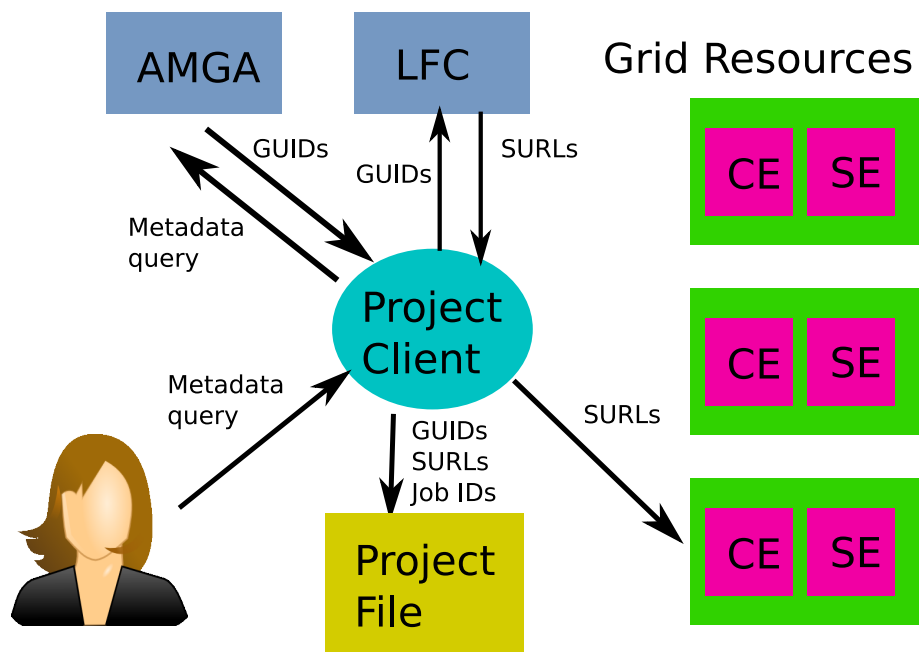 AMGA
LFC
Grid Resources
GUIDs
SURLs
GUIDs
Metadata
query
CE
SE
Project
Client
CE
SE
Metadata
query
SURLs
GUIDs
SURLs
Job IDs
CE
SE
Project
File